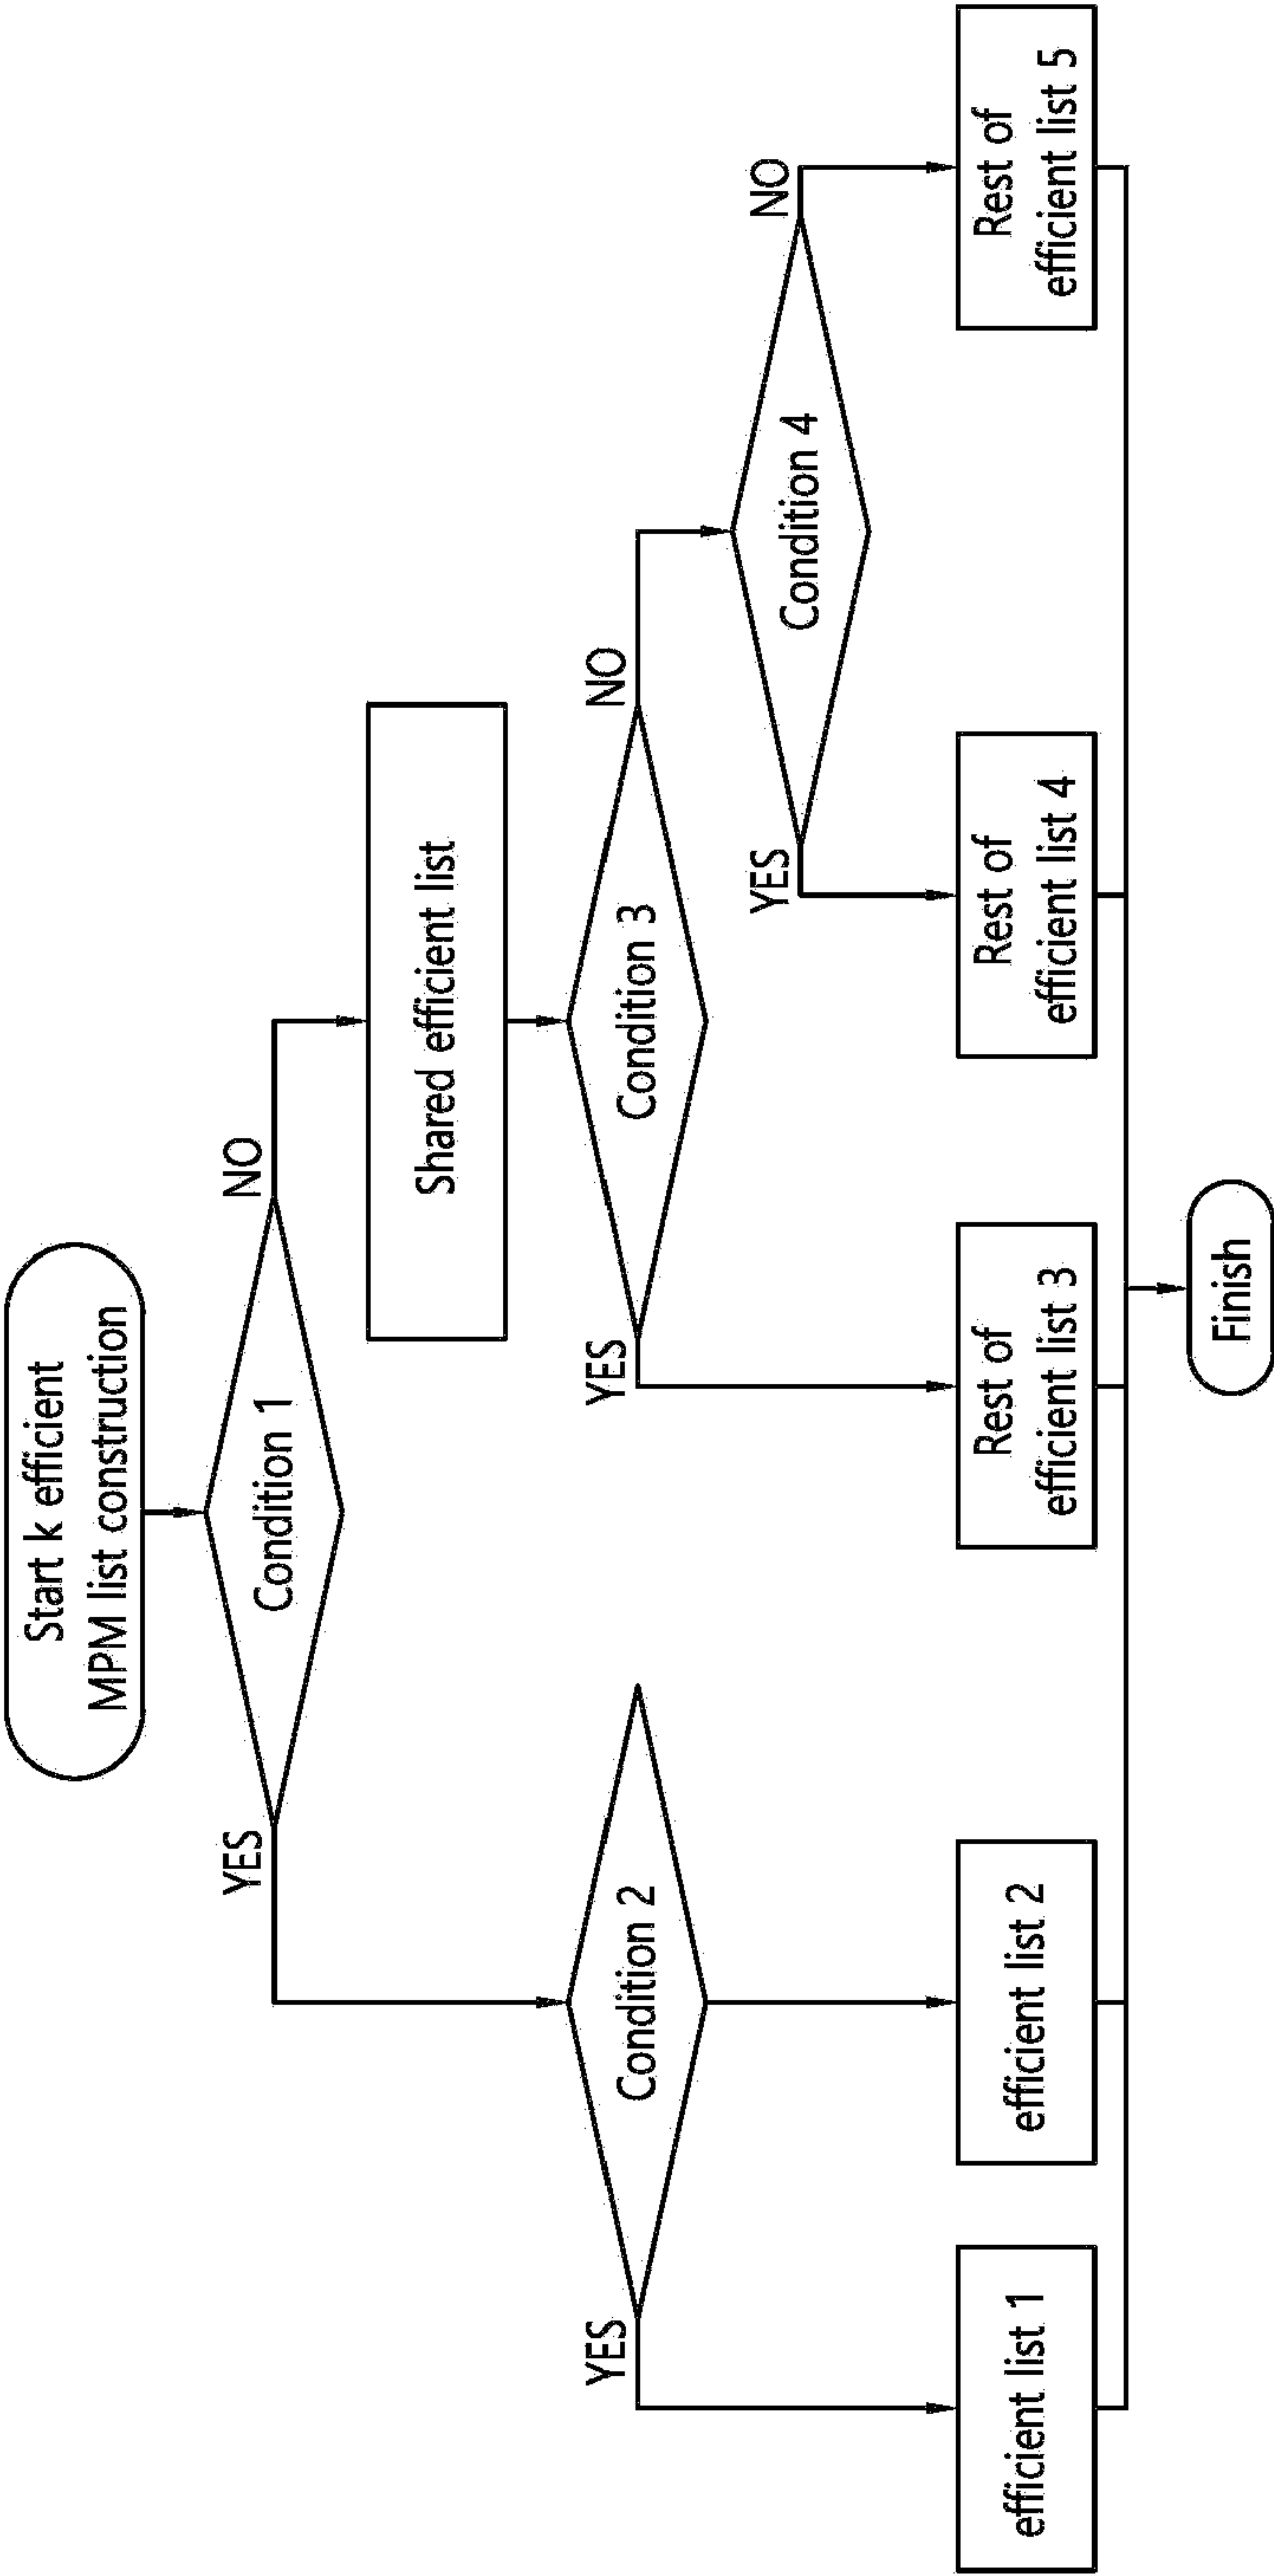 Start k efficient
MPM list construction
Condition 1
YES
NO
Shared efficient list
Condition 2
YES
Condition 3
YES
NO
Condition 4
YES
NO
efficient list 1
efficient list 2
Rest of
efficient list 3
Rest of
efficient list 4
Rest of
efficient list 5
Finish